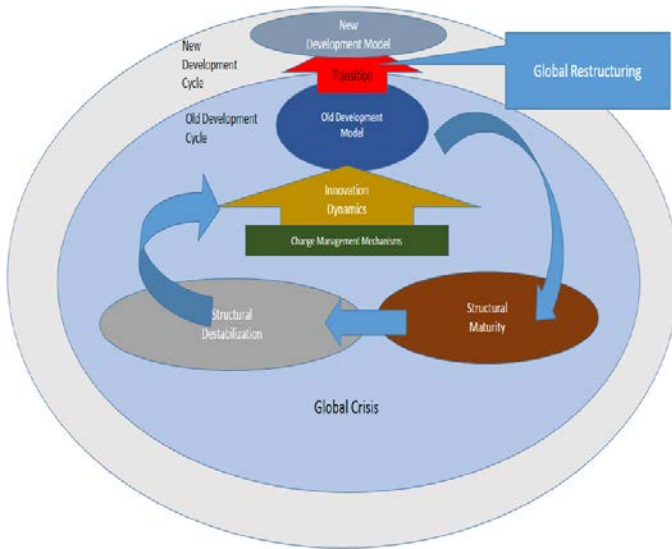 New
Development Model
New
Development
Cycle
Transition
Global Restructuring
Old Development
Cycle
Old Development
Model
Innovation
Dynamics
Change Management Mechanisms
Structural
Destabilization
Structural
Maturity
Global Crisis